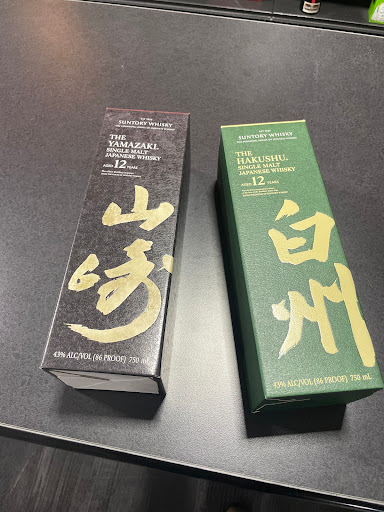 SUNTORY WHISKY
THE
YAMAZAKI.
SINGLE MALT
JAPANESE WHISKY
AGED 12 YEARS
山
崎
43% ALC/VOL (86 PROOF) 750 mL
SUNTORY WHISKY
THE
HAKUSHU.
SINGLE MALT
JAPANESE WHISKY
AGED 12 YEARS
白
州
43% ALC/VOL (86 PROOF) 750 mL